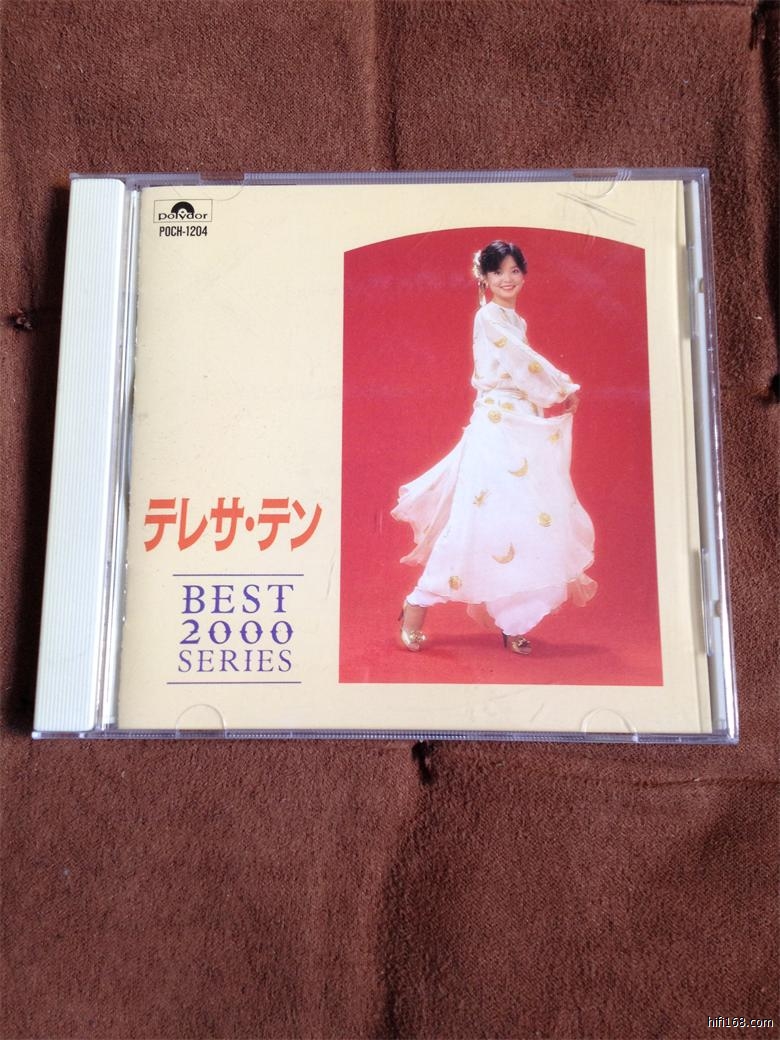 polydor
POCH-1204
テレサ・テン
BEST
2000
SERIES
hifi168.com